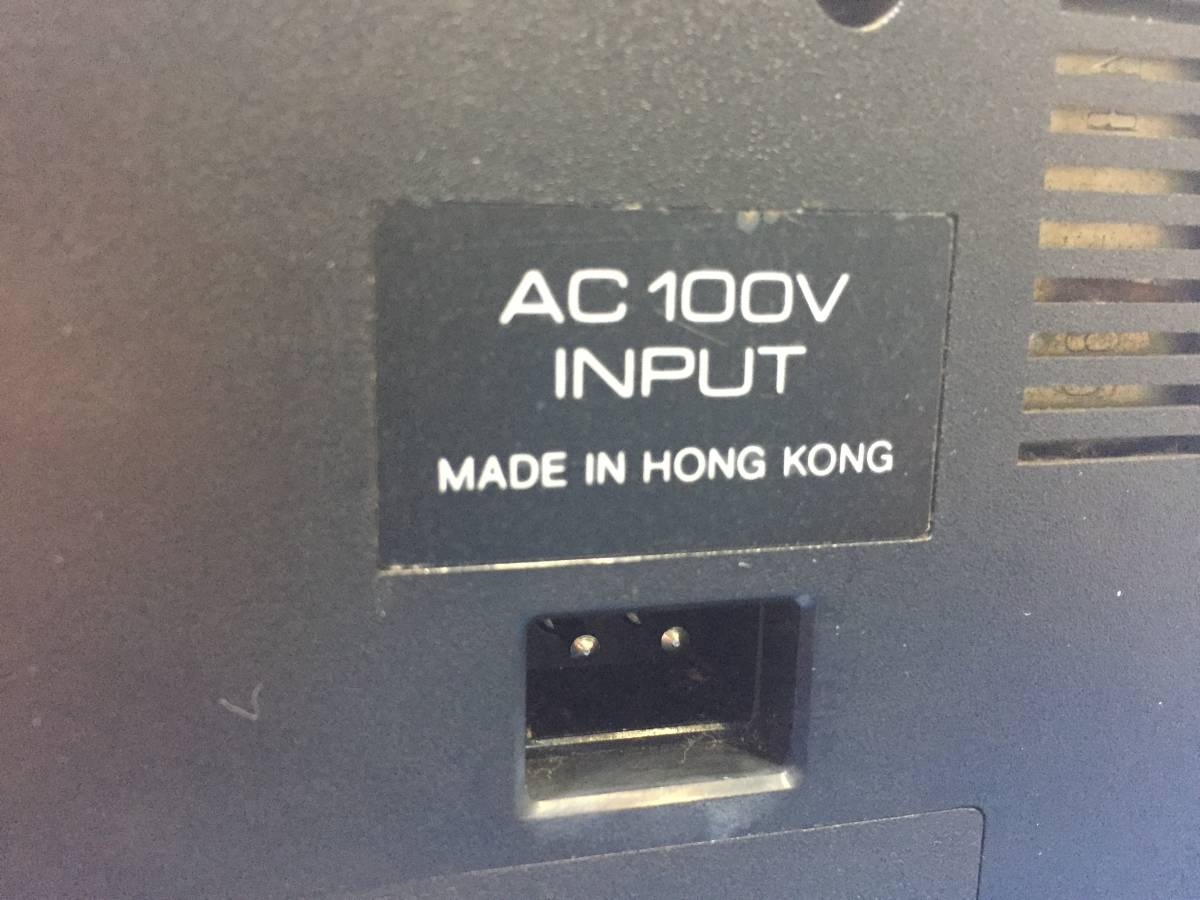 AC 100V
INPUT
MADE IN HONG KONG